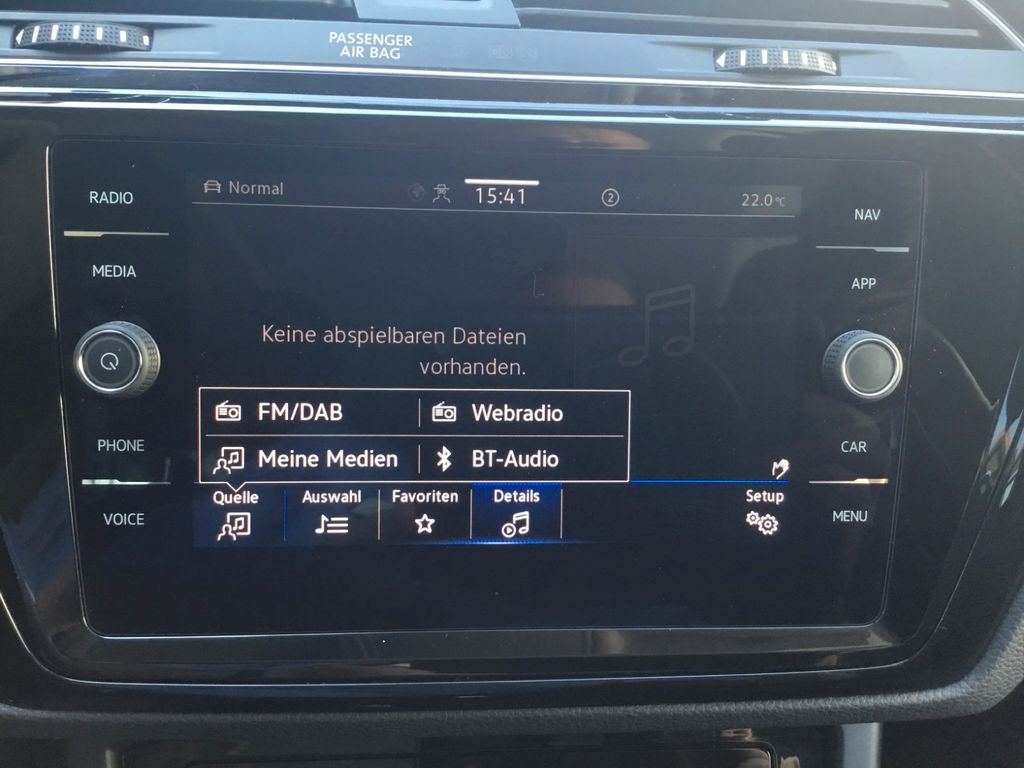 PASSENGER
AIR BAG
RADIO
MEDIA
PHONE
VOICE
Normal
15:41
2
22.0°C
Keine abspielbaren Dateien
vorhanden.
FM/DAB
Webradio
Meine Medien
BT-Audio
Quelle
Auswahl
Favoriten
Details
Setup
NAV
APP
CAR
MENU